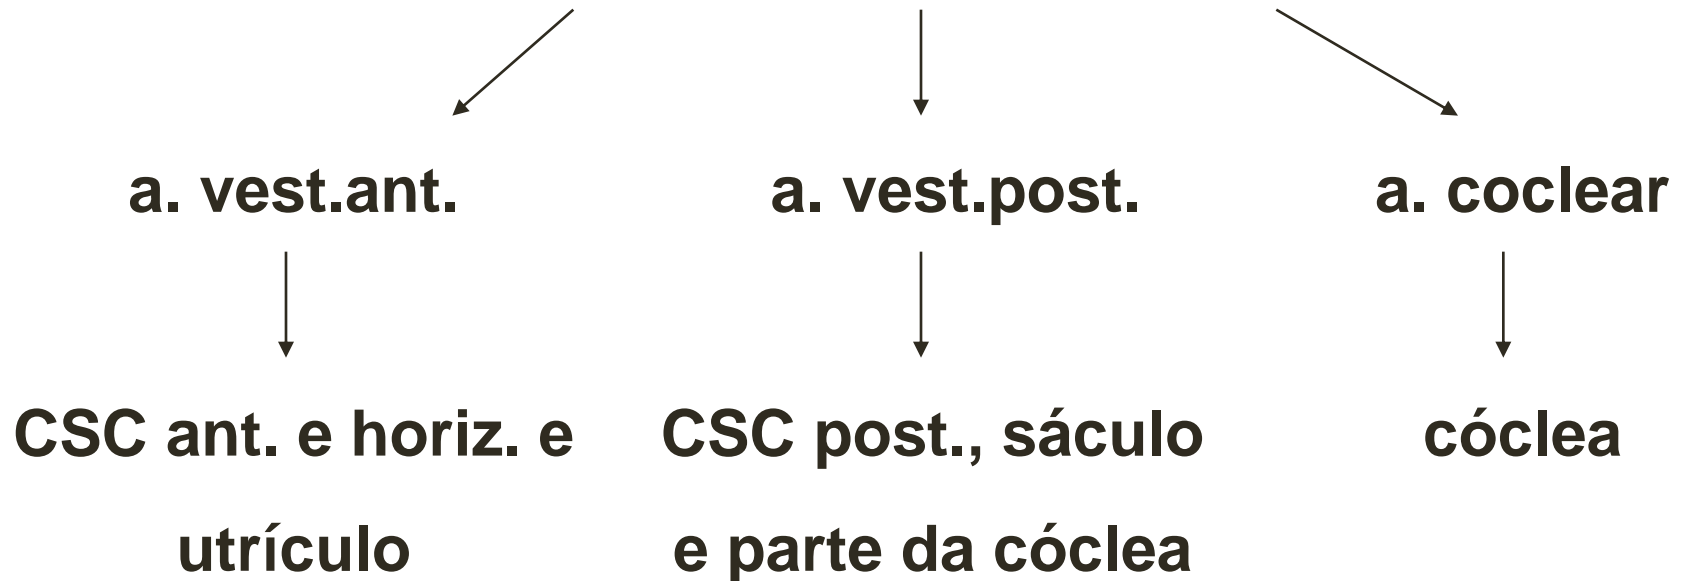 a. vest.ant.
a. vest.post.
a. coclear
CSC ant. e horiz. e
utrículo
CSC post., sáculo
e parte da cóclea
cóclea